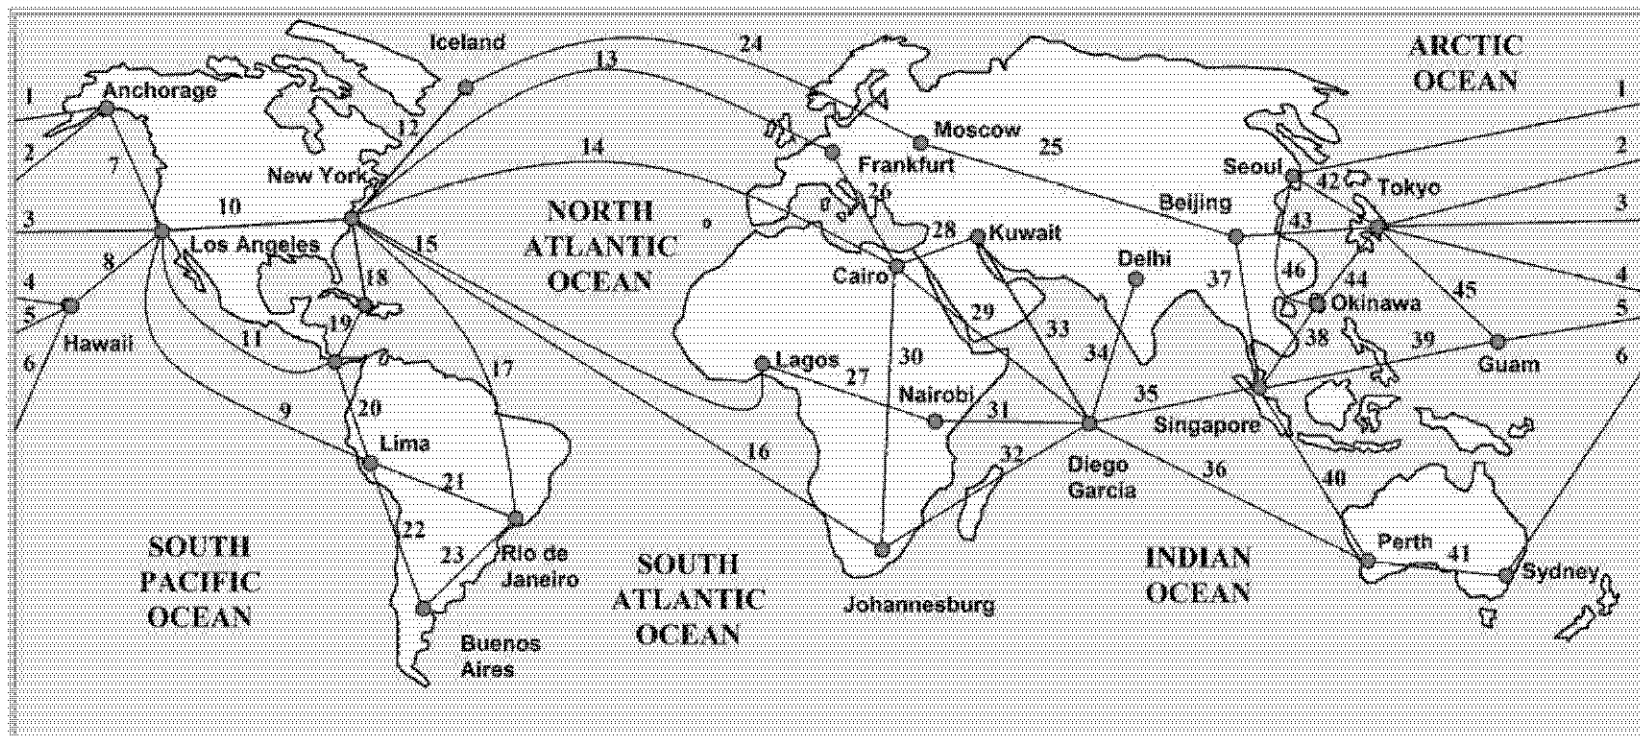 Iceland
24
13
ARCTIC
OCEAN
1
Anchorage
1
12
Moscow
2
14
25
2
7
New York
Frankfurt
Seoul
42
Tokyo
26
Beijing
3
10
NORTH
ATLANTIC
OCEAN
28
Kuwait
43
3
Los Angeles
15
8
Cairo
Delhi
37
46
44
4
4
18
45
5
Okinawa
5
Hawaii
19
11
29
33
38
39
6
Guam
6
17
Lagos
30
34
27
Nairobi
35
9
20
31
Singapore
Lima
16
32
Diego
García
36
21
40
22
SOUTH
PACIFIC
OCEAN
23
Rio de
Janeiro
SOUTH
ATLANTIC
OCEAN
INDIAN
OCEAN
Perth
41
Sydney
Johannesburg
Buenos
Aires